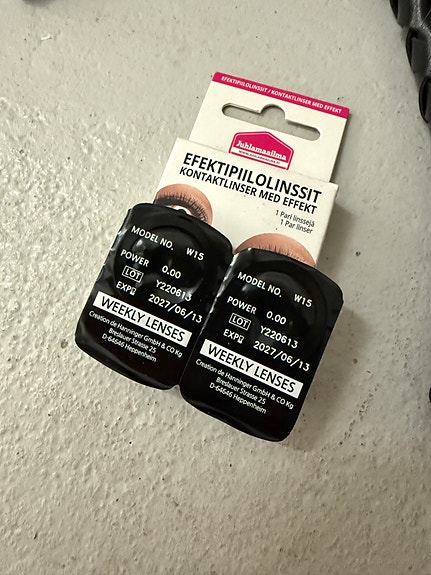 EFEKTIPIILOLINSSIT / KONTAKTLINSER MED EFFEKT
Juhlamaailma
EFEKTIPIILOLINSSIT
KONTAKTLINSER MED EFFEKT
1 Pari linssejä
1 Par linser
MODEL NO. W15
POWER 0.00
LOT Y220613
EXP 2027/06/13
WEEKLY LENSES
Creation de Hanninger GmbH & CO Kg
Breslauer Strasse 25
D-64646 Heppenheim
MODEL NO. W15
POWER 0.00
LOT Y220613
EXP 2027/06/13
WEEKLY LENSES
Creation de Hanninger GmbH & CO Kg
Breslauer Strasse 25
D-64646 Heppenheim